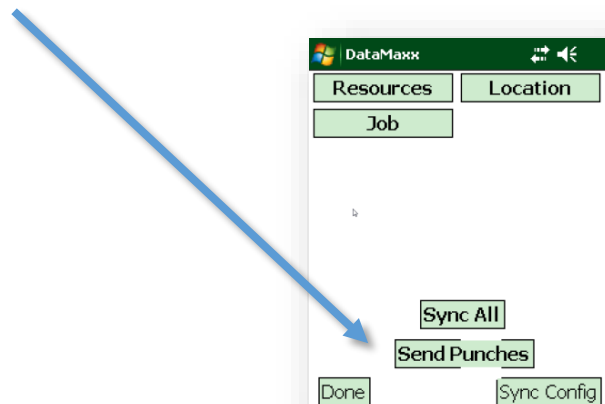 DataMaxx
Resources Location
Job
Sync All
Send Punches
Done Sync Config